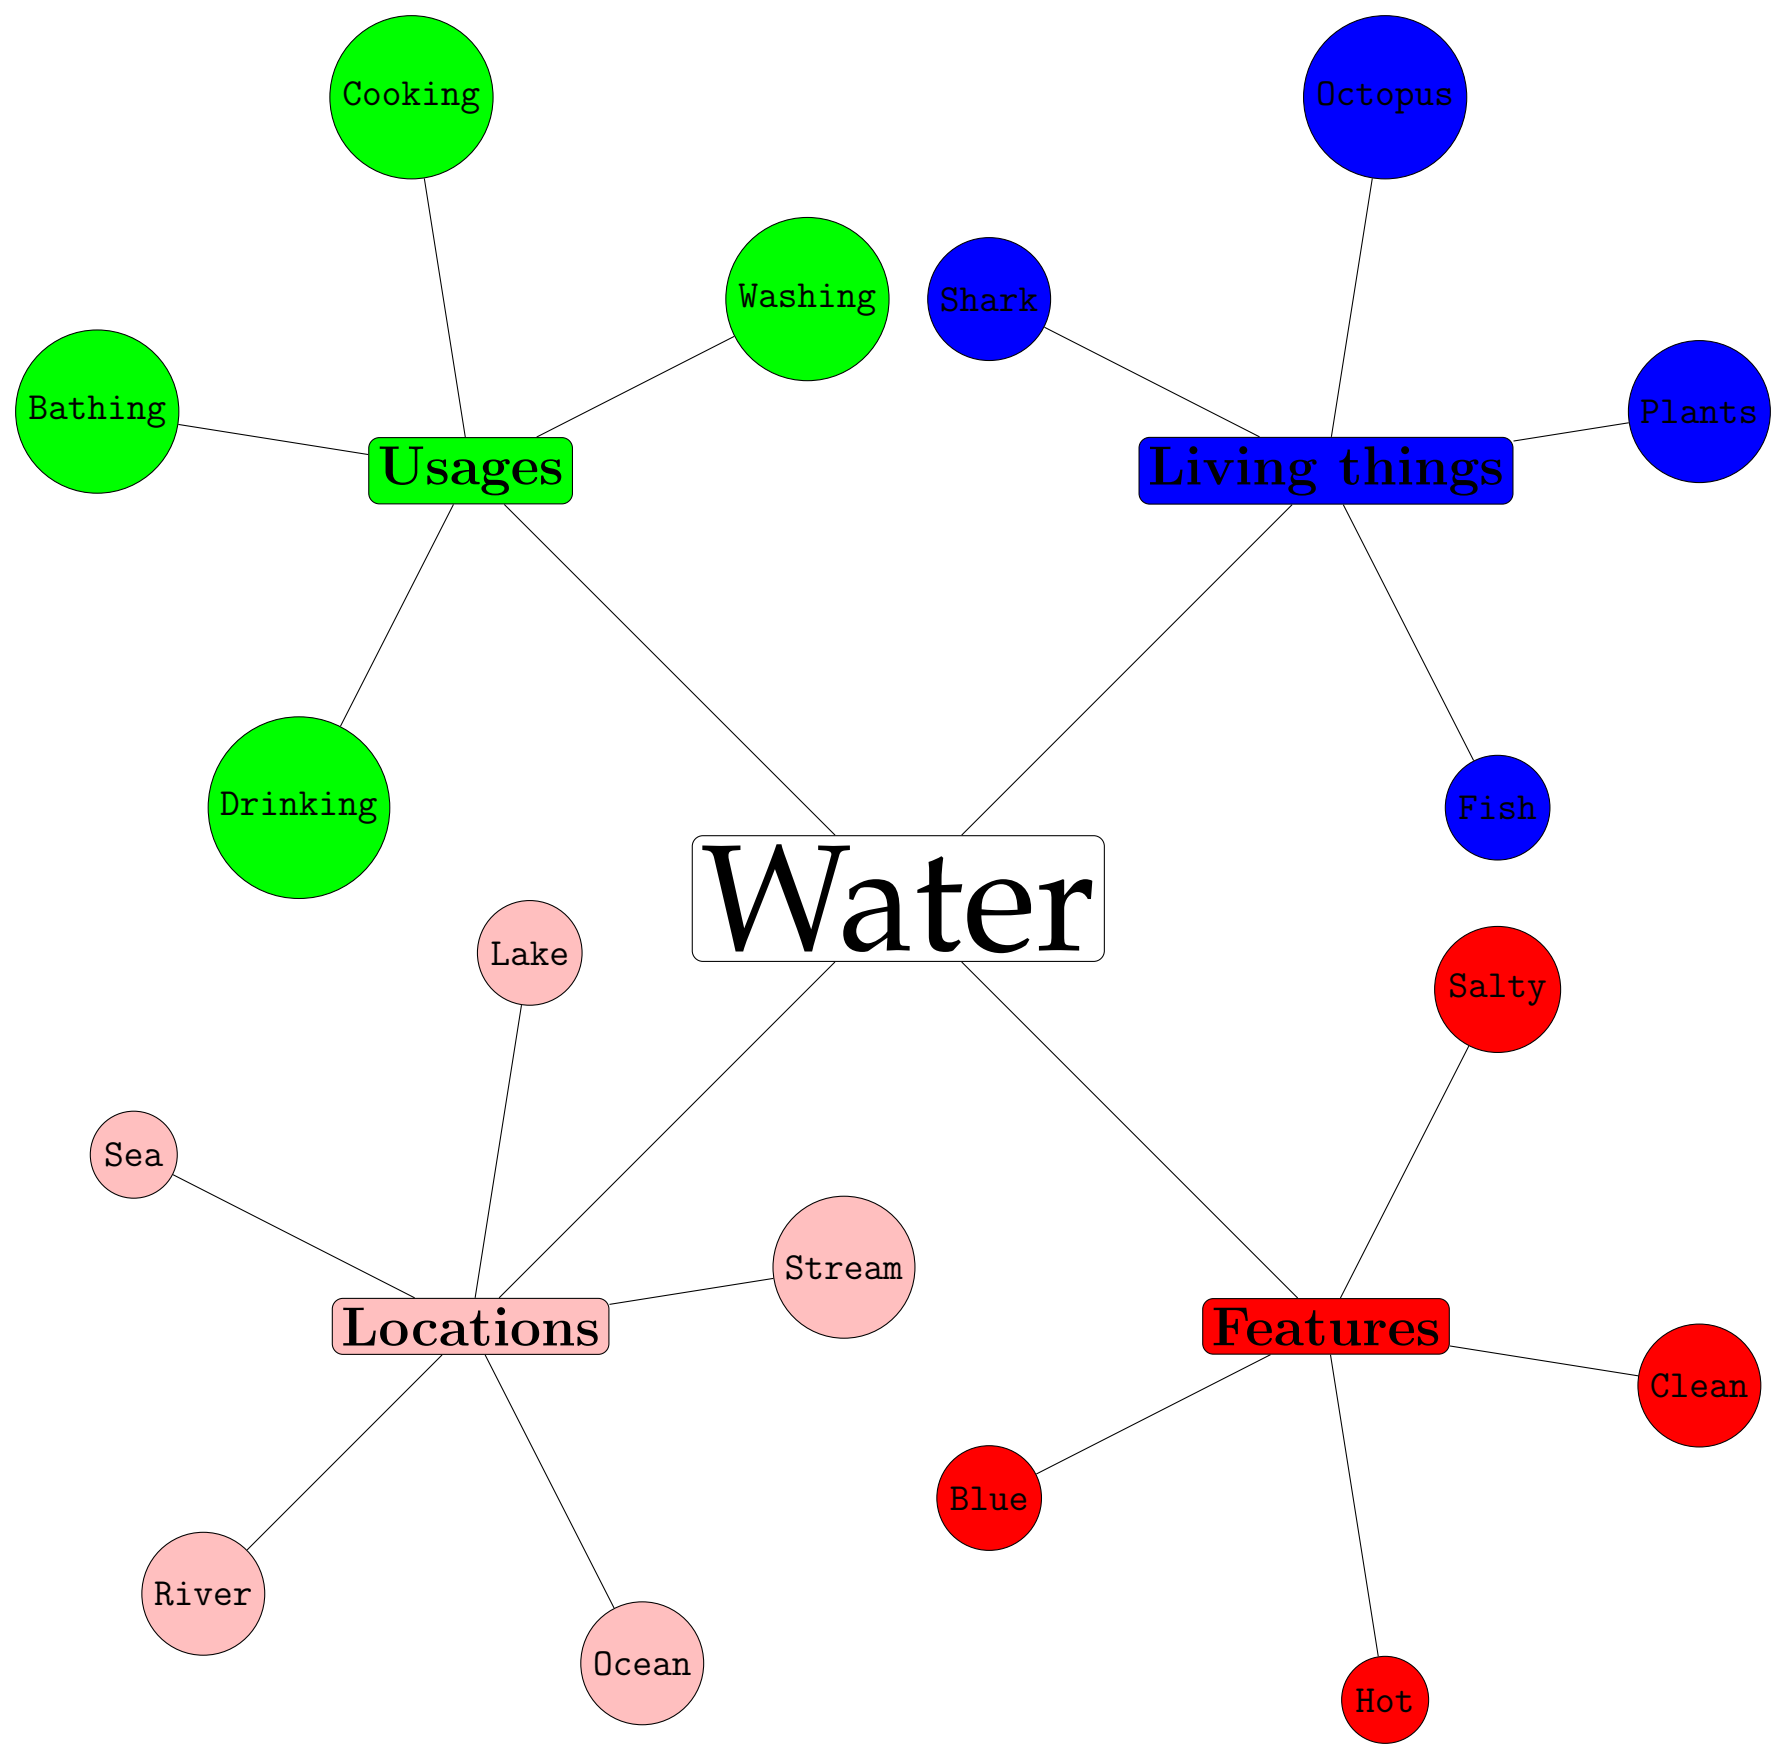 Cooking
Octopus
Washing
Shark
Bathing
Plants
Usages
Living things
Drinking
Fish
Water
Lake
Salty
Sea
Stream
Locations
Features
Clean
Blue
River
Ocean
Hot